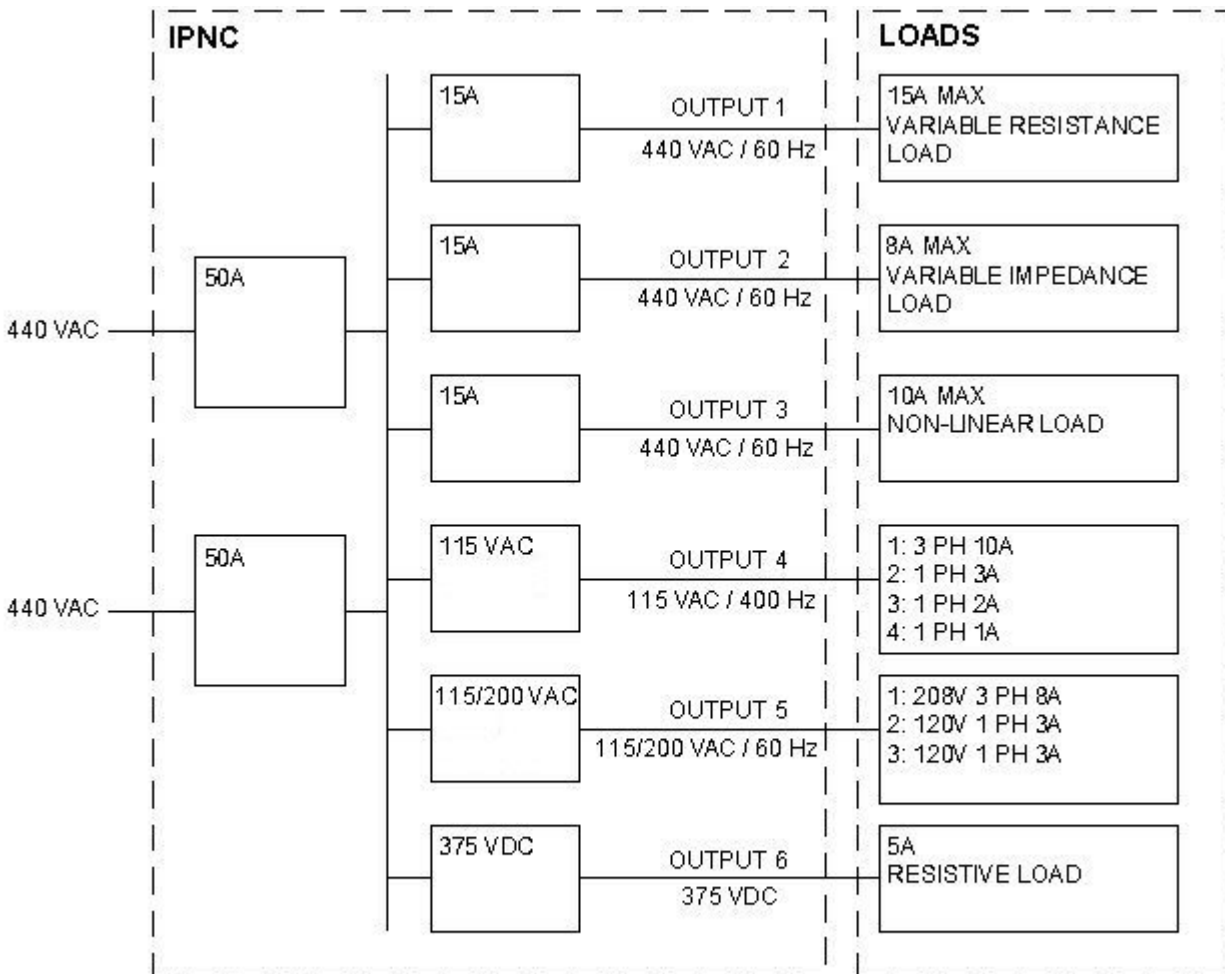 IPNC
LOADS
15A
OUTPUT 1
440 VAC / 60 Hz
15A MAX
VARIABLE RESISTANCE
LOAD
440 VAC
50A
15A
OUTPUT 2
440 VAC / 60 Hz
8A MAX
VARIABLE IMPEDANCE
LOAD
15A
OUTPUT 3
440 VAC / 60 Hz
10A MAX
NON-LINEAR LOAD
440 VAC
50A
115 VAC
OUTPUT 4
115 VAC / 400 Hz
1: 3 PH 10A
2: 1 PH 3A
3: 1 PH 2A
4: 1 PH 1A
115/200 VAC
OUTPUT 5
115/200 VAC / 60 Hz
1: 208V 3 PH 8A
2: 120V 1 PH 3A
3: 120V 1 PH 3A
375 VDC
OUTPUT 6
375 VDC
5A
RESISTIVE LOAD